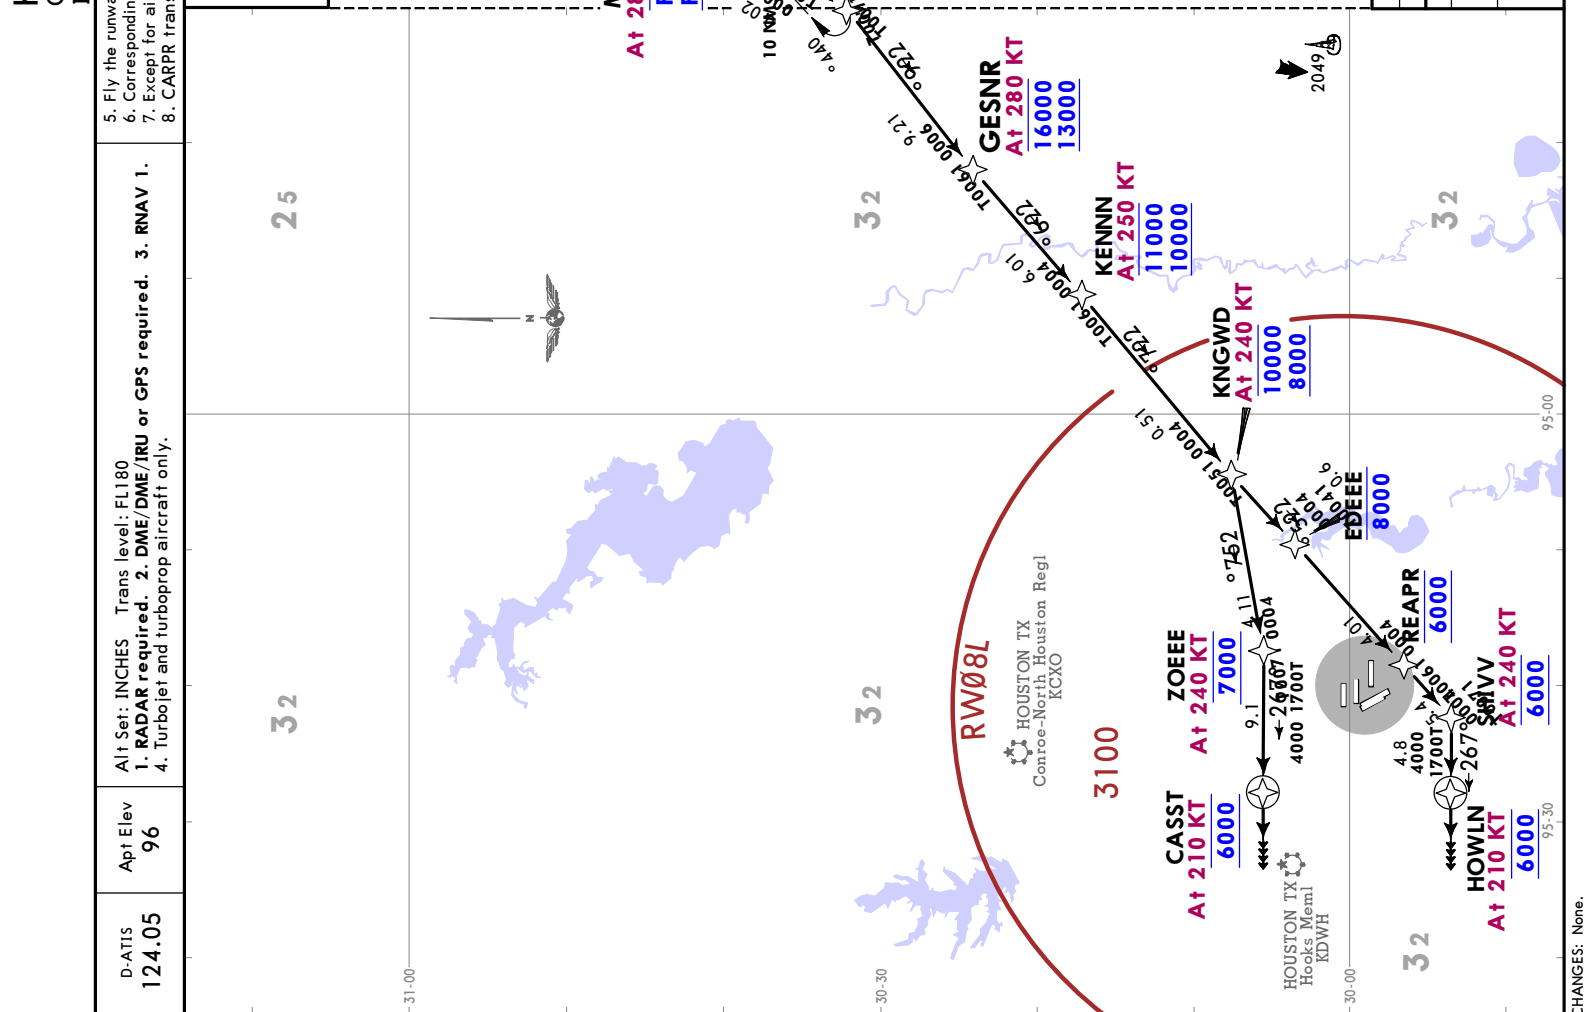 5. Fly the runwa
6. Correspondin
7. Except for ai
8. CARPR trans
Alt Set: INCHES Trans level: FL180
1. RADAR required. 2. DME/DME/IRU or GPS required. 3. RNAV 1.
4. Turbojet and turboprop aircraft only.
Apt Elev
96
D-ATIS
124.05
At 28
10 NM
GESNR
At 280 KT
16000
13000
KENNN
At 250 KT
11000
10000
KNGWD
At 240 KT
10000
8000
EDEEE
8000
REAPR
6000
SHIVV
At 240 KT
6000
HOWLN
At 210 KT
6000
ZOEEE
At 240 KT
7000
CASST
At 210 KT
6000
9.1
4000 1700T
4.8
4000
1700T
267°
2049
25
32
32
32
32
32
N
RWØ8L
3100
HOUSTON TX
Conroe-North Houston Regl
KCXO
HOUSTON TX
Hooks Meml
KDWH
31-00
30-30
30-00
95-00
95-30
CHANGES: None.